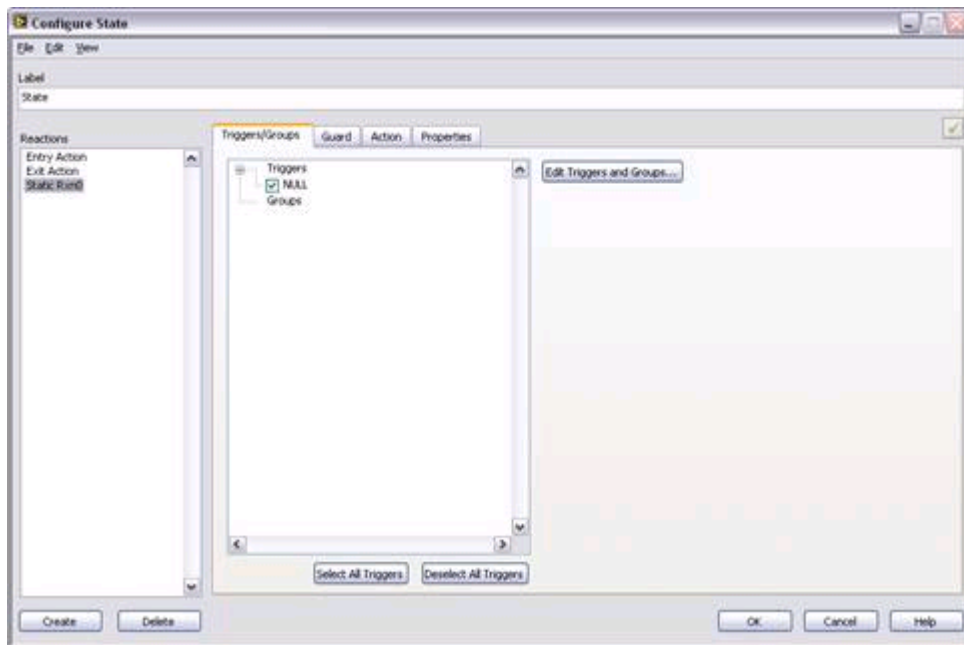 Configure State
File Edit View
Label
State
Reactions
Entry Action
Exit Action
Static Rxn0
Triggers/Groups Guard Action Properties
Triggers
NULL
Groups
Edit Triggers and Groups...
Select All Triggers Deselect All Triggers
Create Delete OK Cancel Help